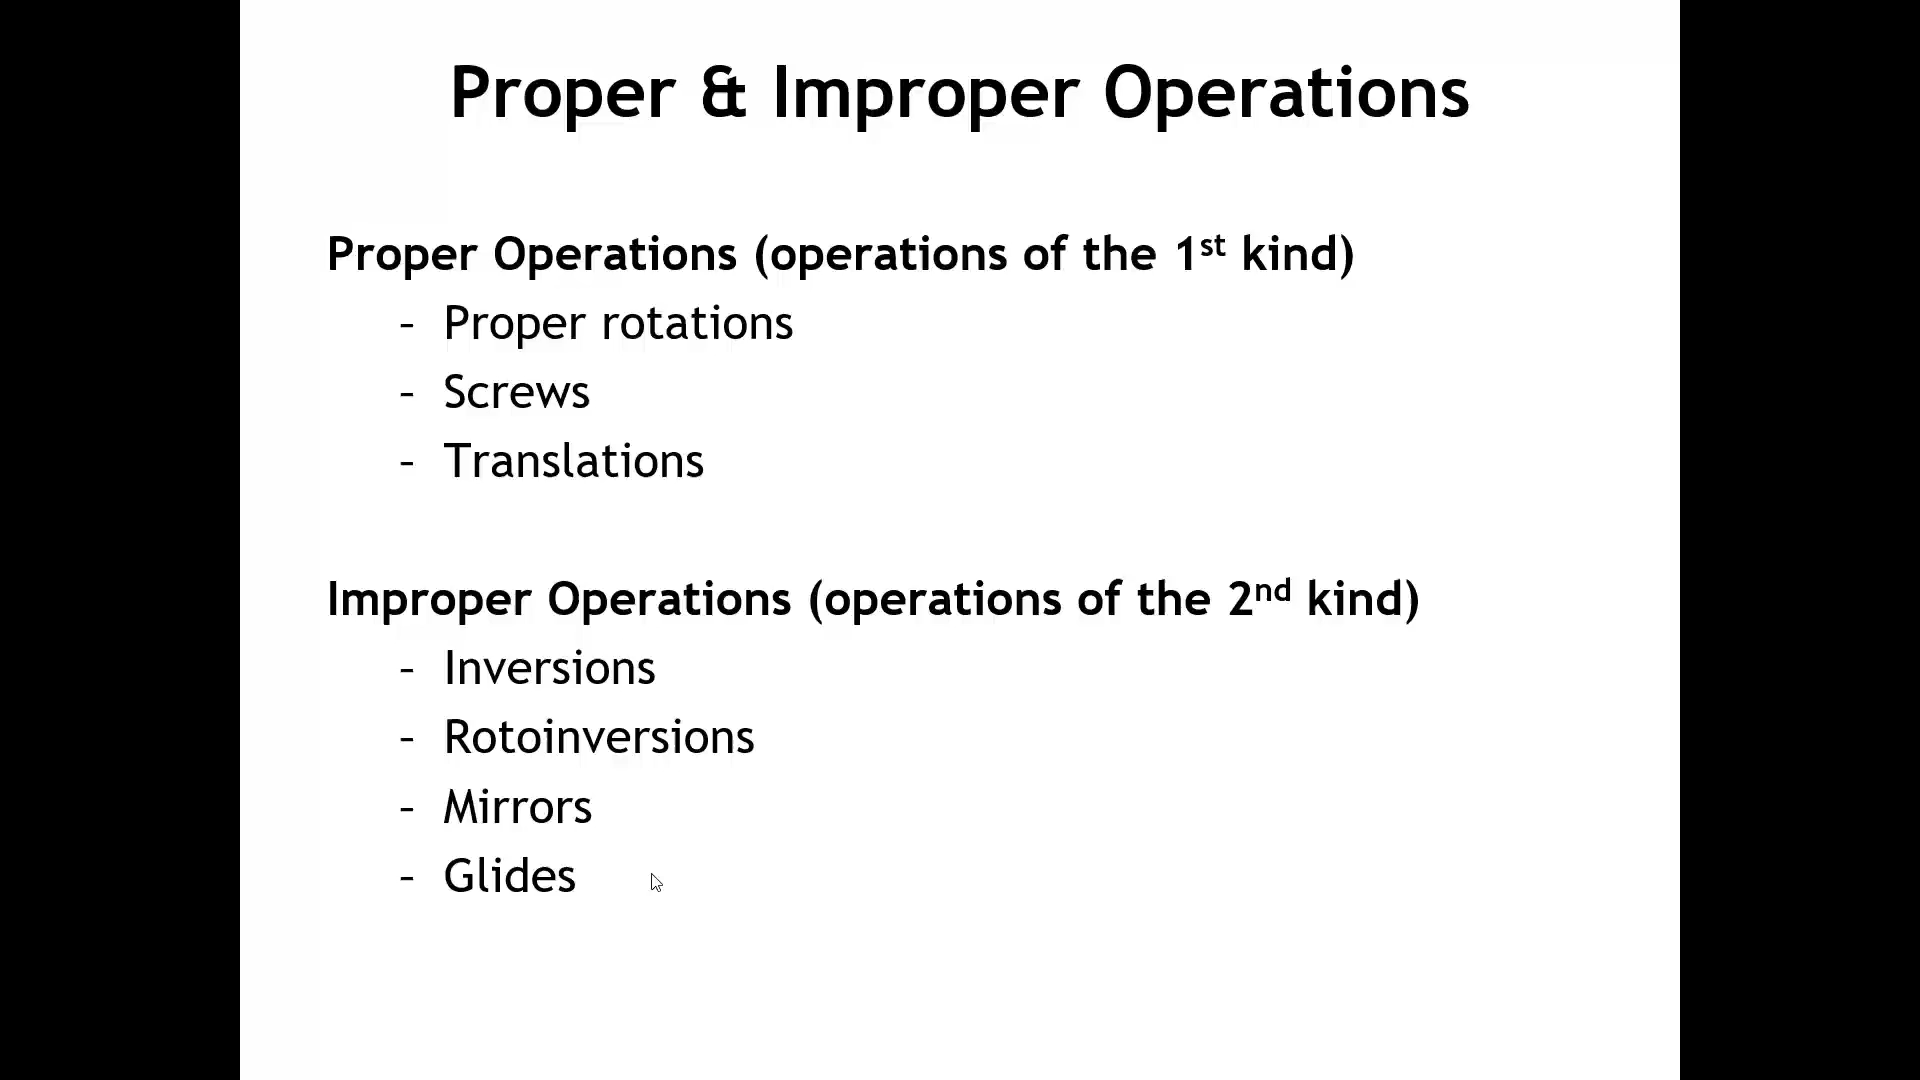 Proper & Improper Operations
Proper Operations (operations of the 1st kind)
– Proper rotations
– Screws
– Translations
Improper Operations (operations of the 2nd kind)
– Inversions
– Rotoinversions
– Mirrors
– Glides